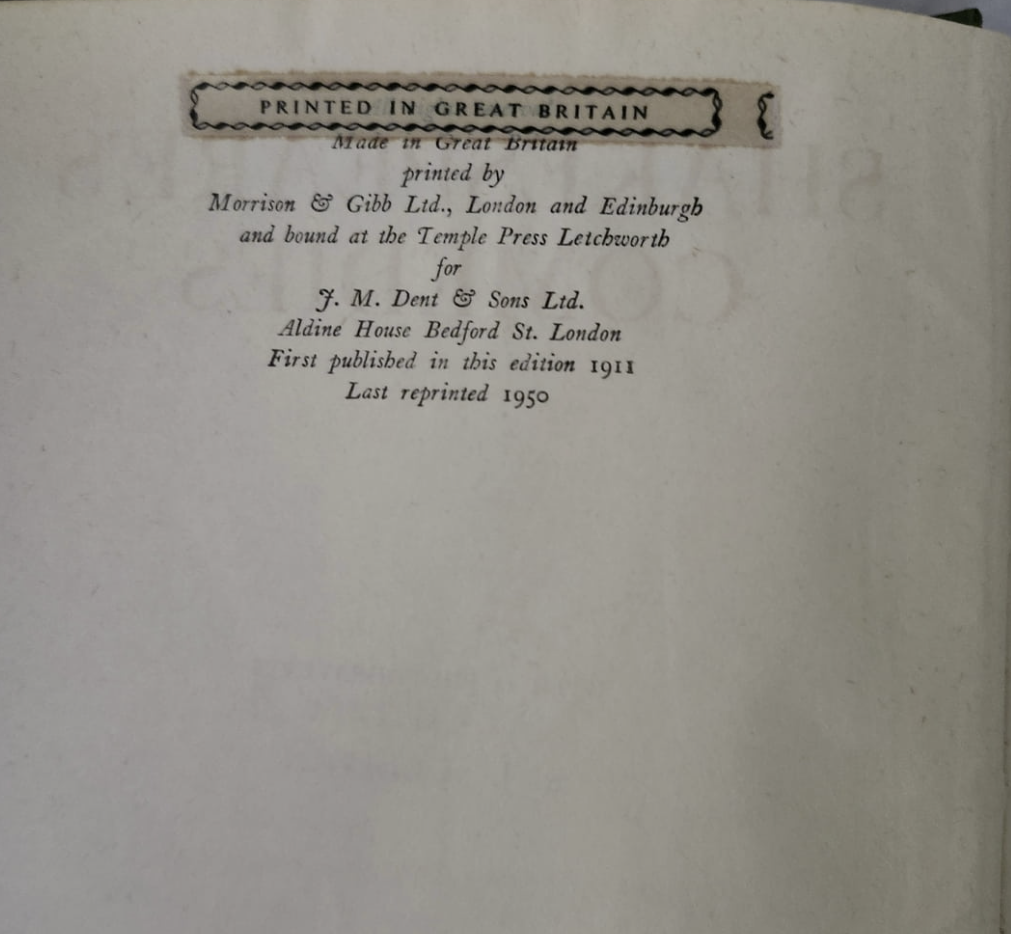 PRINTED IN GREAT BRITAIN
Made in Great Britain
printed by
Morrison & Gibb Ltd., London and Edinburgh
and bound at the Temple Press Letchworth
for
J. M. Dent & Sons Ltd.
Aldine House Bedford St. London
First published in this edition 1911
Last reprinted 1950